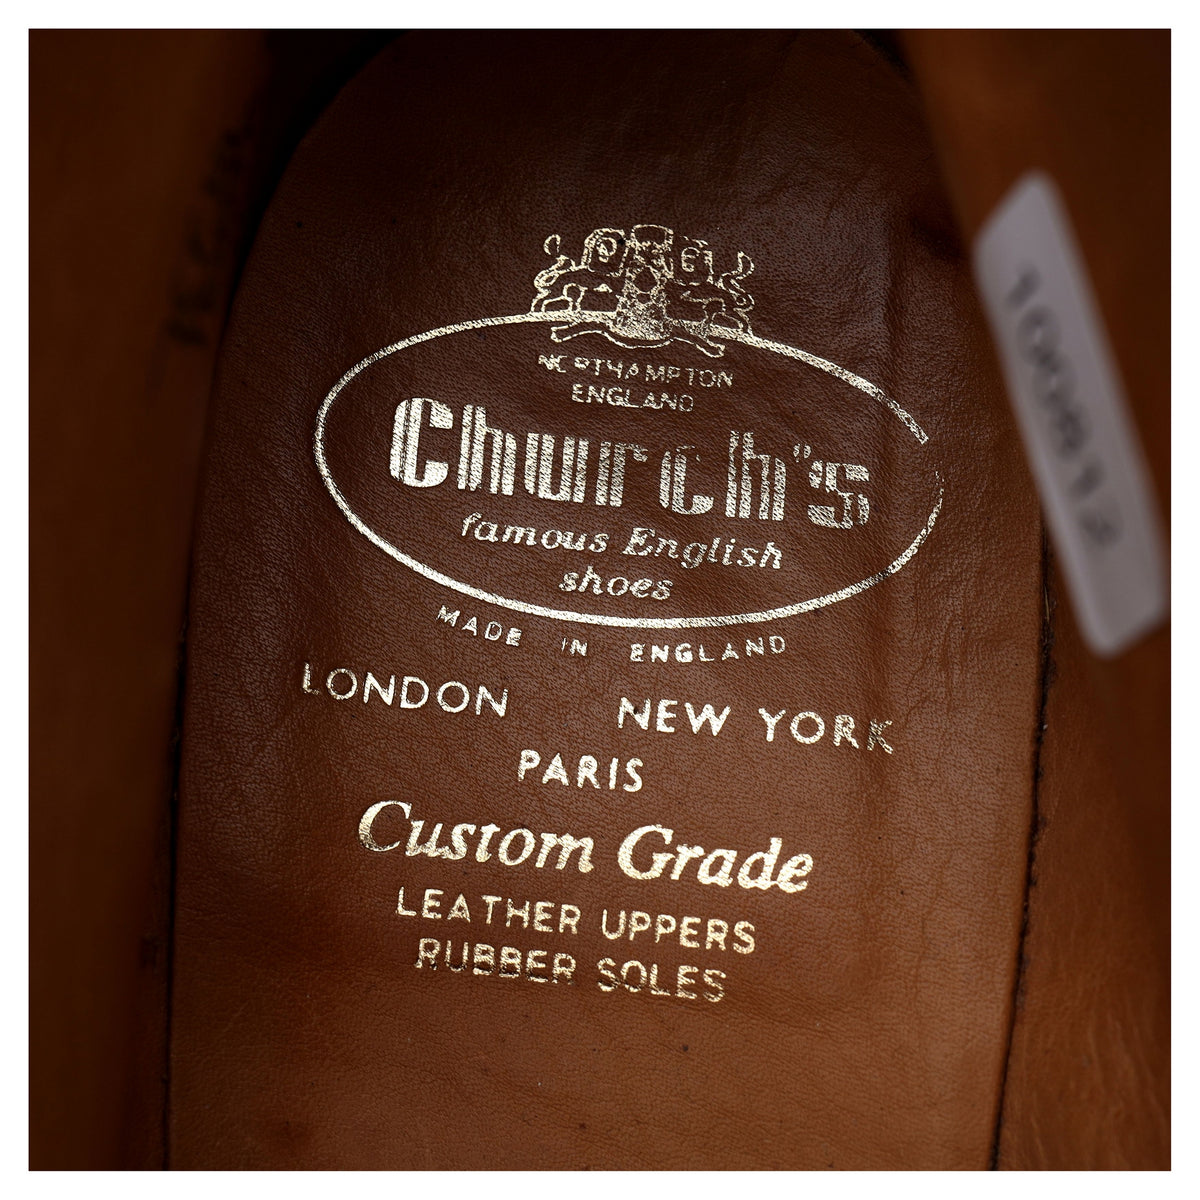 NORTHAMPTON
ENGLAND
Church's
famous English
shoes
MADE IN ENGLAND
LONDON NEW YORK
PARIS
Custom Grade
LEATHER UPPERS
RUBBER SOLES